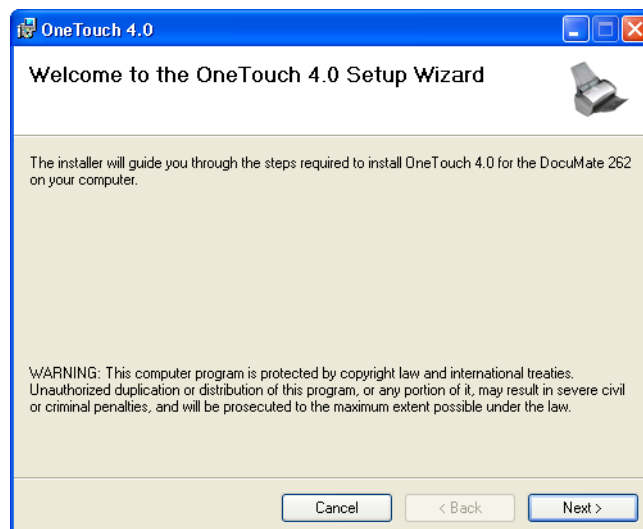 OneTouch 4.0
Welcome to the OneTouch 4.0 Setup Wizard
The installer will guide you through the steps required to install OneTouch 4.0 for the DocuMate 262
on your computer.
WARNING: This computer program is protected by copyright law and international treaties.
Unauthorized duplication or distribution of this program, or any portion of it, may result in severe civil
or criminal penalties, and will be prosecuted to the maximum extent possible under the law.
Cancel < Back Next >